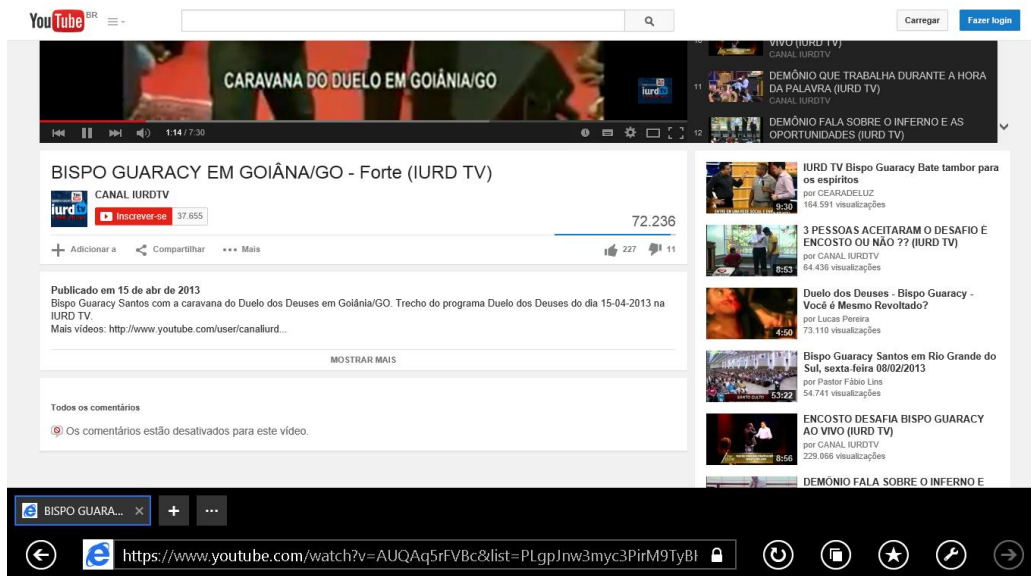 YouTube BR
Carregar
Fazer login
CARAVANA DO DUELO EM GOIÂNIA/GO
iurd
1:14 / 7:30
VIVO (IURD TV)
CANAL IURDTV
11
DEMÔNIO QUE TRABALHA DURANTE A HORA
DA PALAVRA (IURD TV)
CANAL IURDTV
12
DEMÔNIO FALA SOBRE O INFERNO E AS
OPORTUNIDADES (IURD TV)
BISPO GUARACY EM GOIÂNA/GO - Forte (IURD TV)
iurd
CANAL IURDTV
Inscrever-se 37.655
72.236
Adicionar a Compartilhar Mais
227 11
Publicado em 15 de abr de 2013
Bispo Guaracy Santos com a caravana do Duelo dos Deuses em Goiânia/GO. Trecho do programa Duelo dos Deuses do dia 15-04-2013 na
IURD TV.
Mais vídeos: http://www.youtube.com/user/canaliurd...
MOSTRAR MAIS
Todos os comentários
Os comentários estão desativados para este vídeo.
IURD TV Bispo Guaracy Bate tambor para
os espíritos
por CEARADELUZ
164.591 visualizações
9:30
3 PESSOAS ACEITARAM O DESAFIO É
ENCOSTO OU NÃO ?? (IURD TV)
por CANAL IURDTV
64.436 visualizações
8:53
Duelo dos Deuses - Bispo Guaracy -
Você é Mesmo Revoltado?
por Lucas Pereira
73.110 visualizações
4:50
Bispo Guaracy Santos em Rio Grande do
Sul, sexta-feira 08/02/2013
por Pastor Fábio Lins
54.741 visualizações
53:22
ENCOSTO DESAFIA BISPO GUARACY
AO VIVO (IURD TV)
por CANAL IURDTV
229.066 visualizações
8:56
DEMÔNIO FALA SOBRE O INFERNO E
BISPO GUARA...
https://www.youtube.com/watch?v=AUQAq5rFVBc&list=PLgpJnw3myc3PirM9TyBH